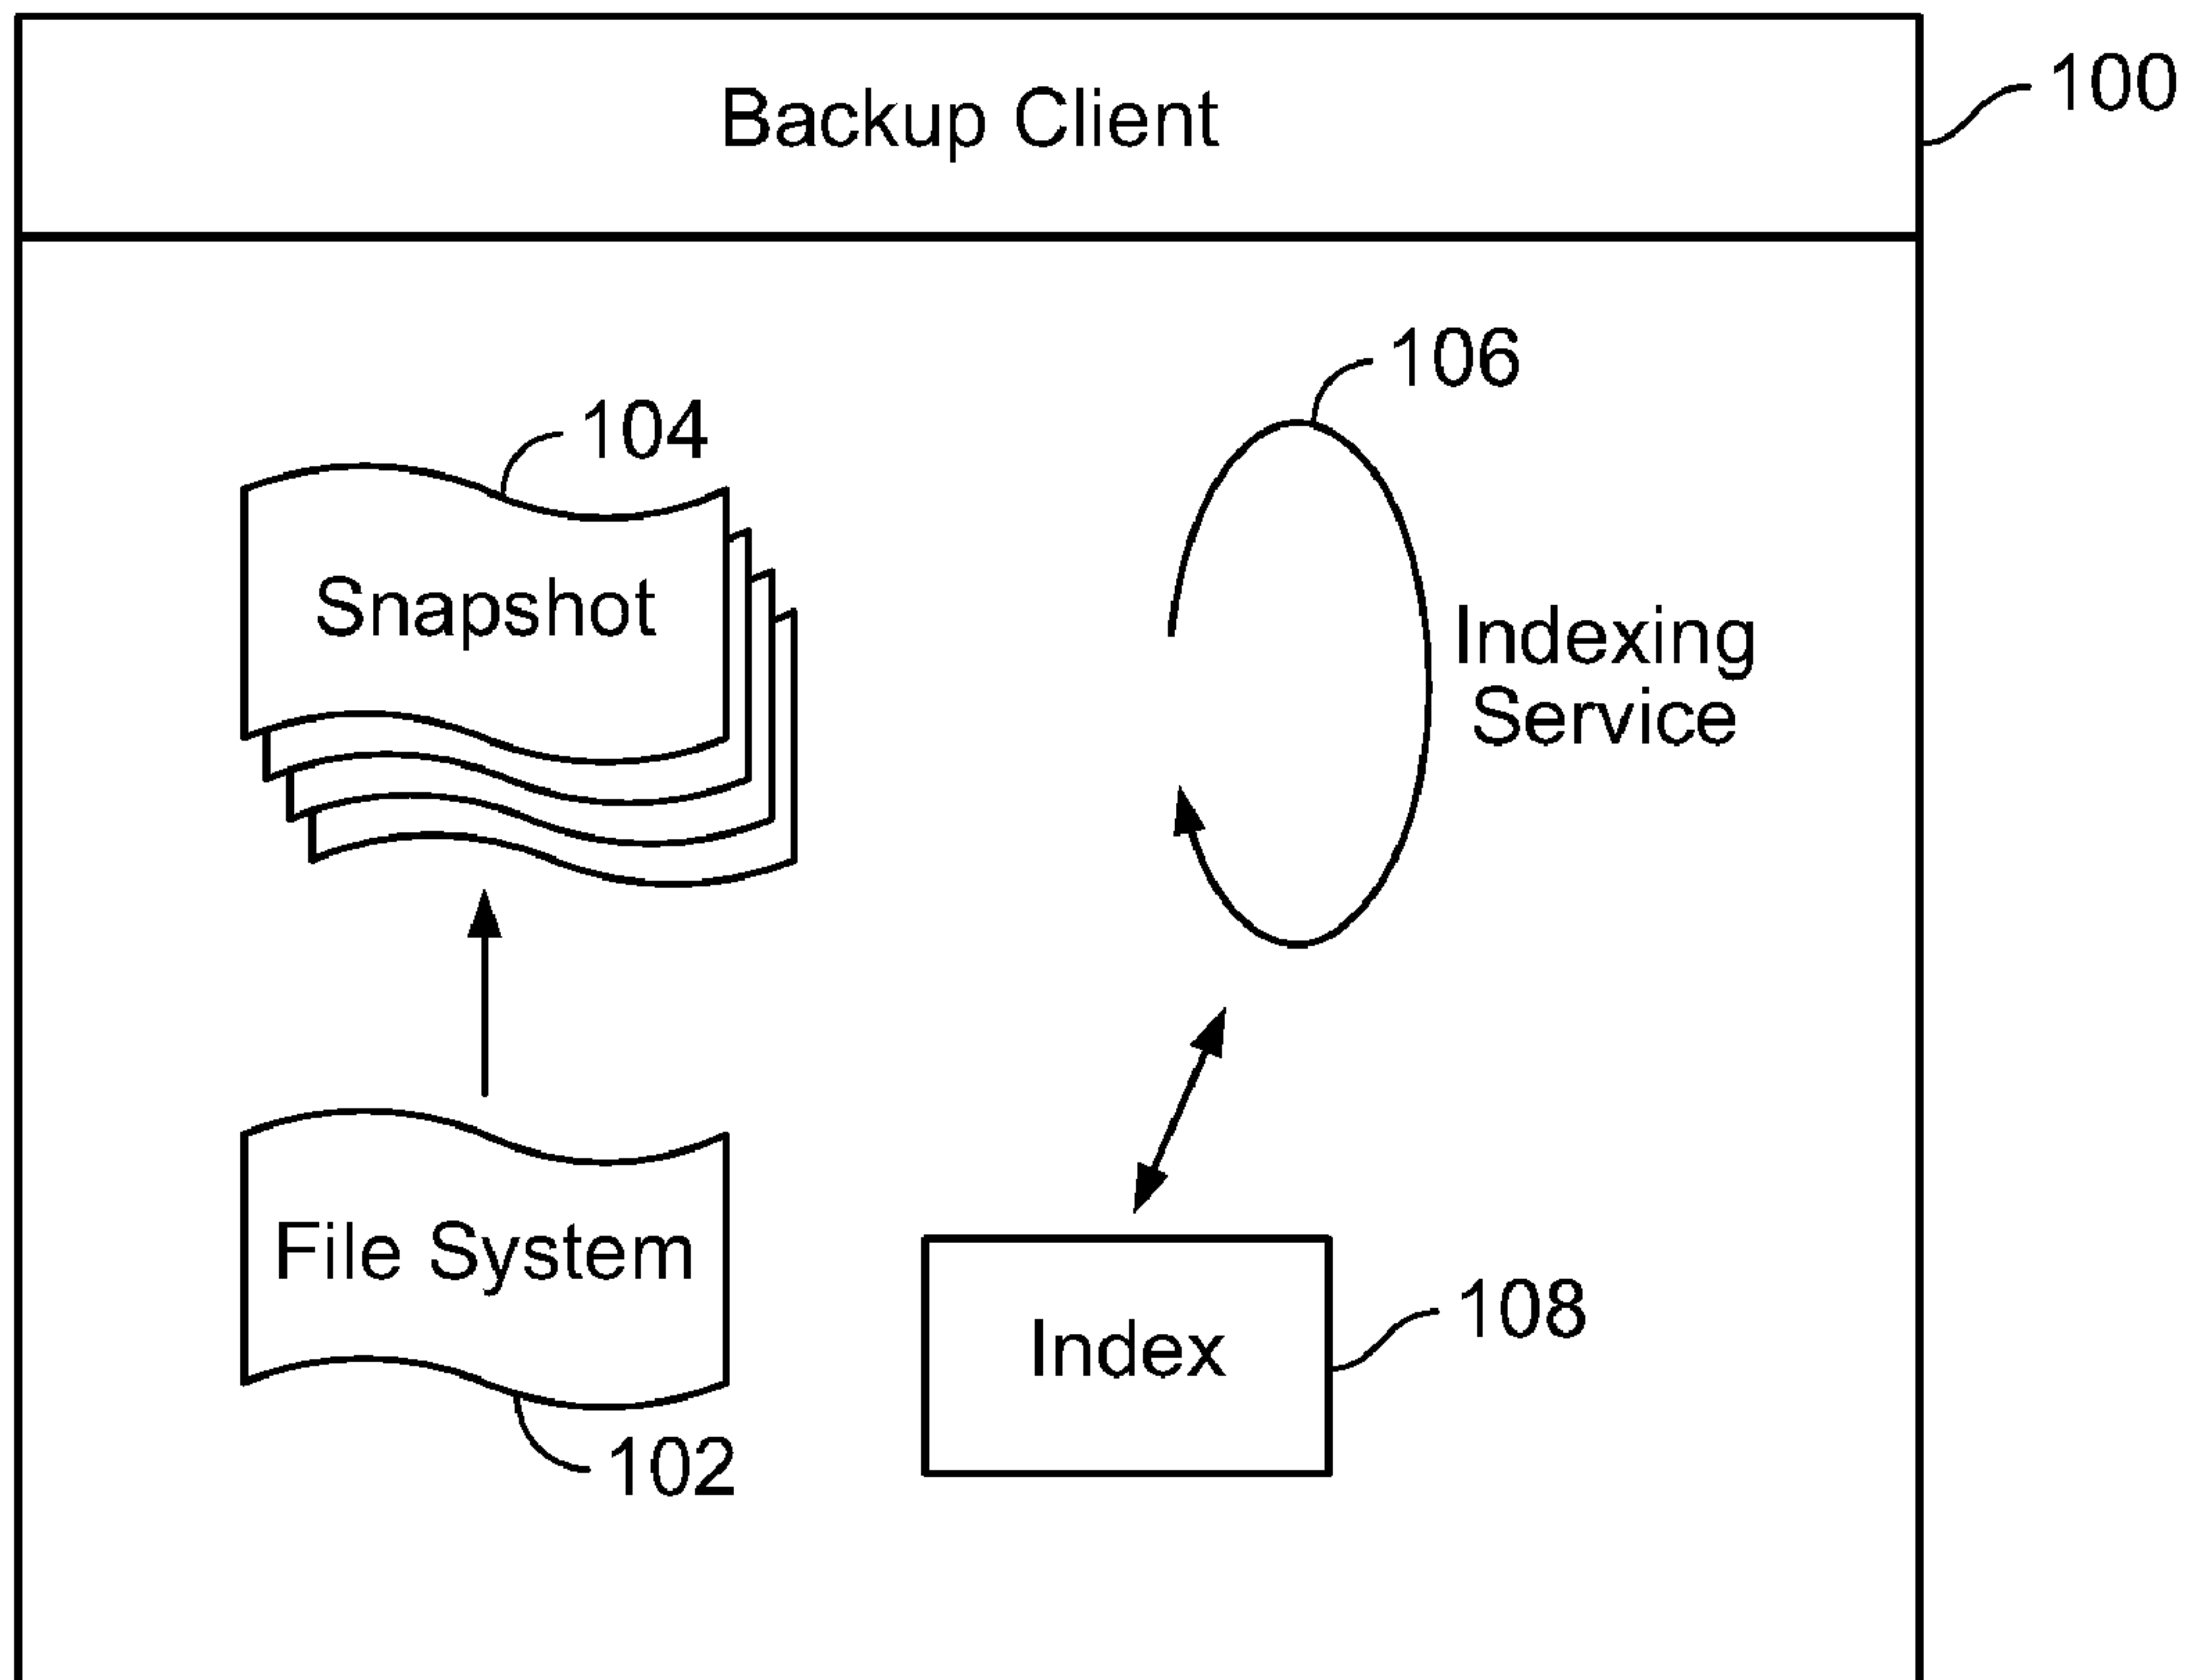 Backup Client
100
106
104
Snapshot
Indexing
Service
File System
108
Index
102